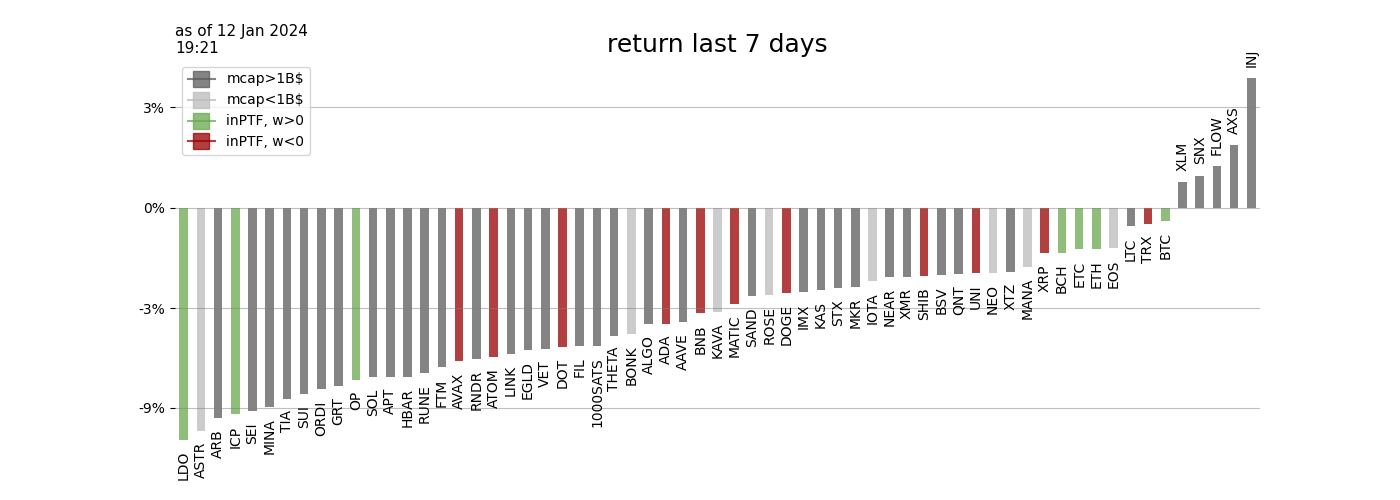 as of 12 Jan 2024
19:21
return last 7 days
mcap>1B$
mcap<1B$
inPTF, w>0
inPTF, w<0
3%
0%
-3%
-9%
LDO
ASTR
ARB
ICP
SEI
MINA
TIA
SUI
ORDI
GRT
OP
SOL
APT
HBAR
RUNE
FTM
AVAX
RNDR
ATOM
LINK
EGLD
VET
DOT
FIL
1000SATS
THETA
BONK
ALGO
ADA
AAVE
BNB
KAVA
MATIC
SAND
ROSE
DOGE
IMX
KAS
STX
MKR
IOTA
NEAR
XMR
SHIB
BSV
QNT
UNI
NEO
XTZ
MANA
XRP
BCH
ETC
ETH
EOS
LTC
TRX
BTC
XLM
SNX
FLOW
AXS
INJ